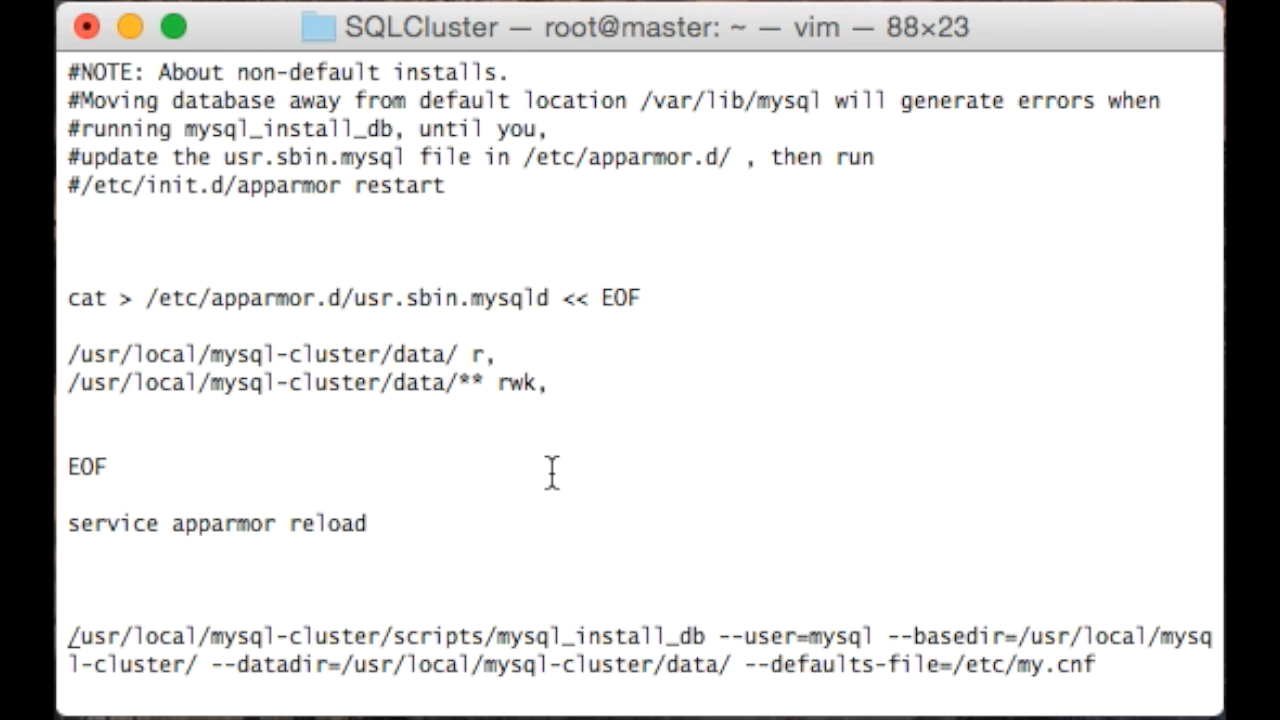 SQLCluster — root@master: ~ — vim — 88×23
#NOTE: About non-default installs.
#Moving database away from default location /var/lib/mysql will generate errors when
#running mysql_install_db, until you,
#update the usr.sbin.mysql file in /etc/apparmor.d/ , then run
#/etc/init.d/apparmor restart
cat > /etc/apparmor.d/usr.sbin.mysqld << EOF
/usr/local/mysql-cluster/data/ r,
/usr/local/mysql-cluster/data/** rwk,
EOF
service apparmor reload
/usr/local/mysql-cluster/scripts/mysql_install_db --user=mysql --basedir=/usr/local/mysq
l-cluster/ --datadir=/usr/local/mysql-cluster/data/ --defaults-file=/etc/my.cnf